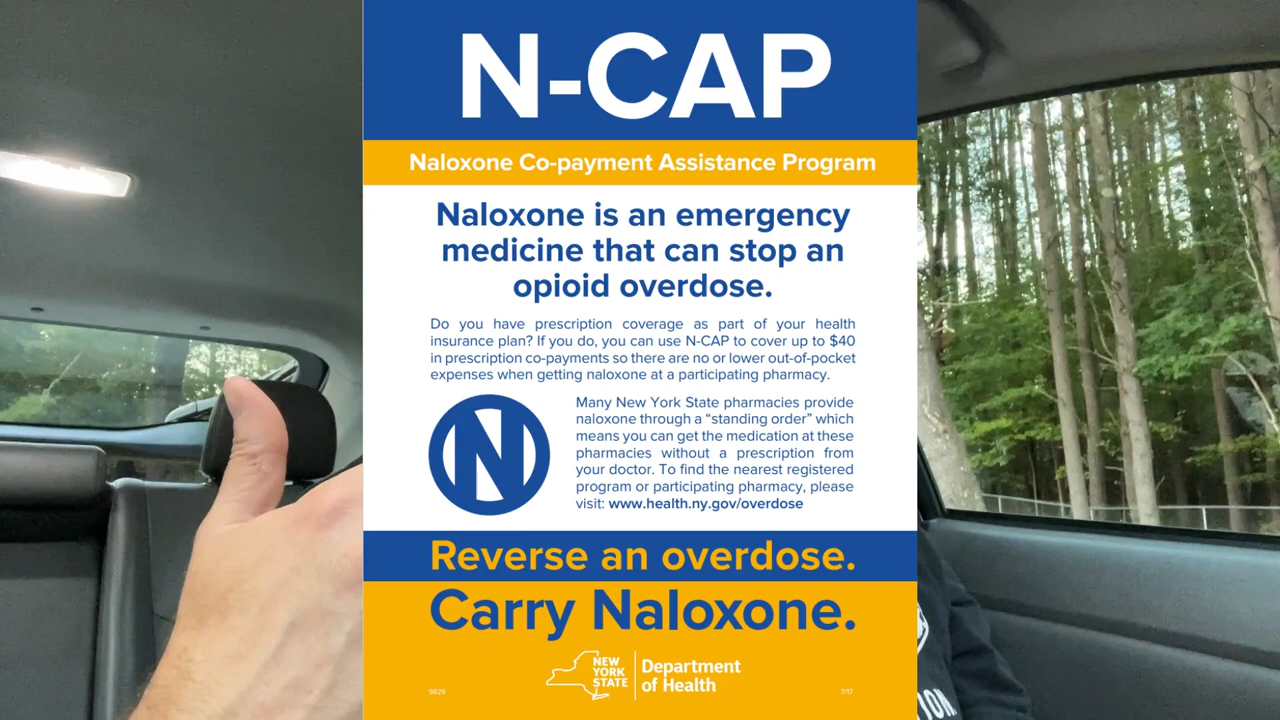 N-CAP
Naloxone Co-payment Assistance Program
Naloxone is an emergency
medicine that can stop an
opioid overdose.
Do you have prescription coverage as part of your health
insurance plan? If you do, you can use N-CAP to cover up to $40
in prescription co-payments so there are no or lower out-of-pocket
expenses when getting naloxone at a participating pharmacy.
N
Many New York State pharmacies provide
naloxone through a “standing order” which
means you can get the medication at these
pharmacies without a prescription from
your doctor. To find the nearest registered
program or participating pharmacy, please
visit: www.health.ny.gov/overdose
Reverse an overdose.
Carry Naloxone.
NEW
YORK
STATE
Department
of Health
9826
7/17